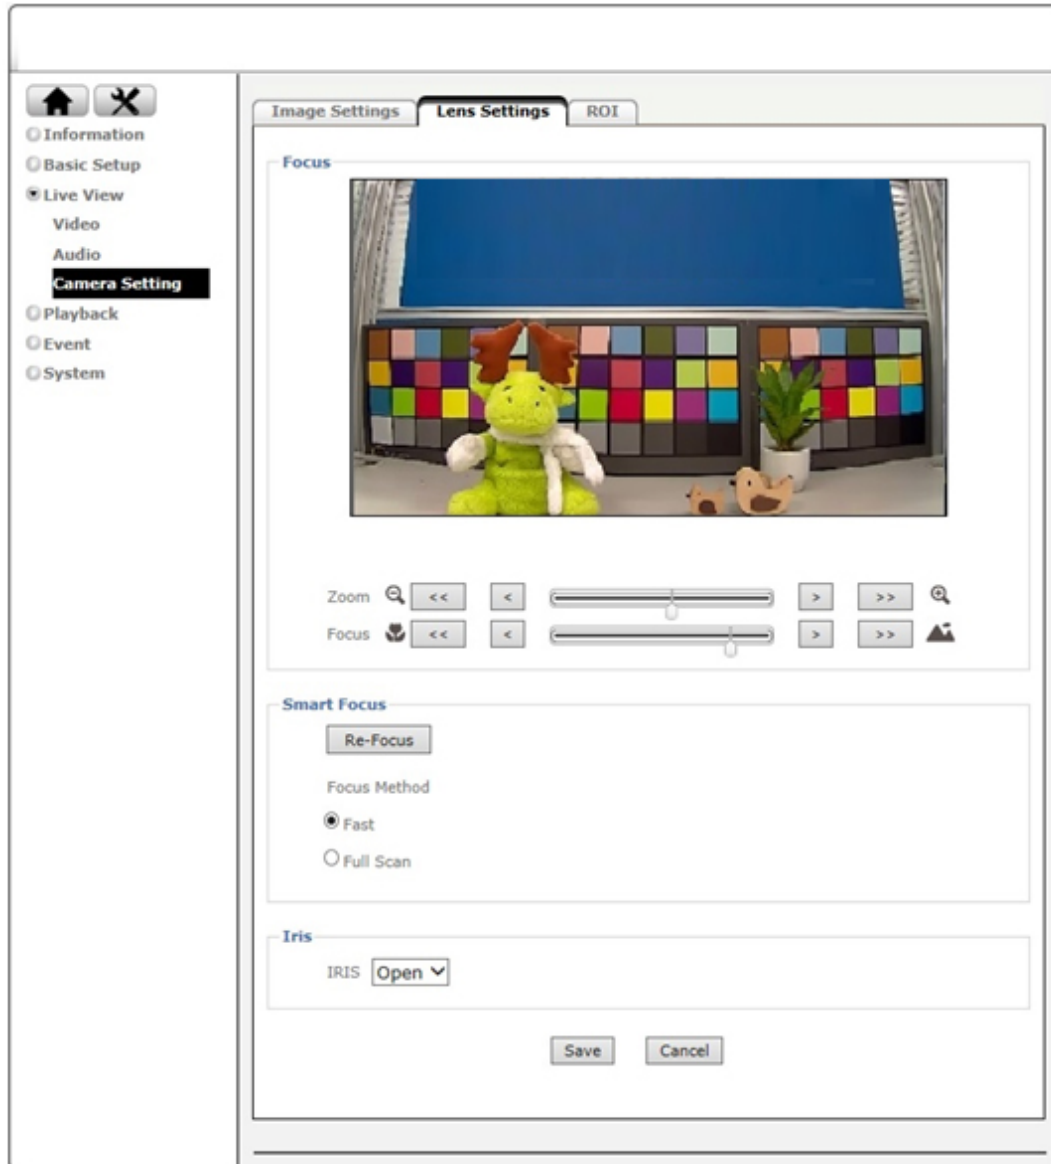 Image Settings Lens Settings ROI
Information
Basic Setup
Live View
Video
Audio
Camera Setting
Playback
Event
System
Focus
Zoom << < > >>
Focus << < > >>
Smart Focus
Re-Focus
Focus Method
Fast
Full Scan
Iris
IRIS Open
Save Cancel